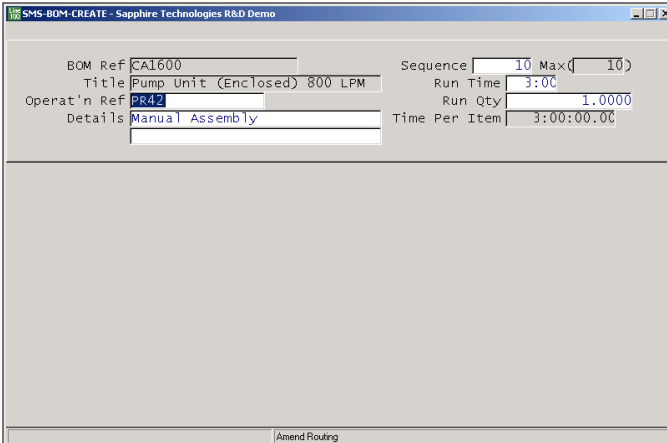 Line 100 SMS-BOM-CREATE - Sapphire Technologies R&D Demo
BOM Ref CA1600 Sequence 10 Max( 10)
Title Pump Unit (Enclosed) 800 LPM Run Time 3:00
Operat'n Ref PR42 Run Qty 1.0000
Details Manual Assembly Time Per Item 3:00:00.00
Amend Routing